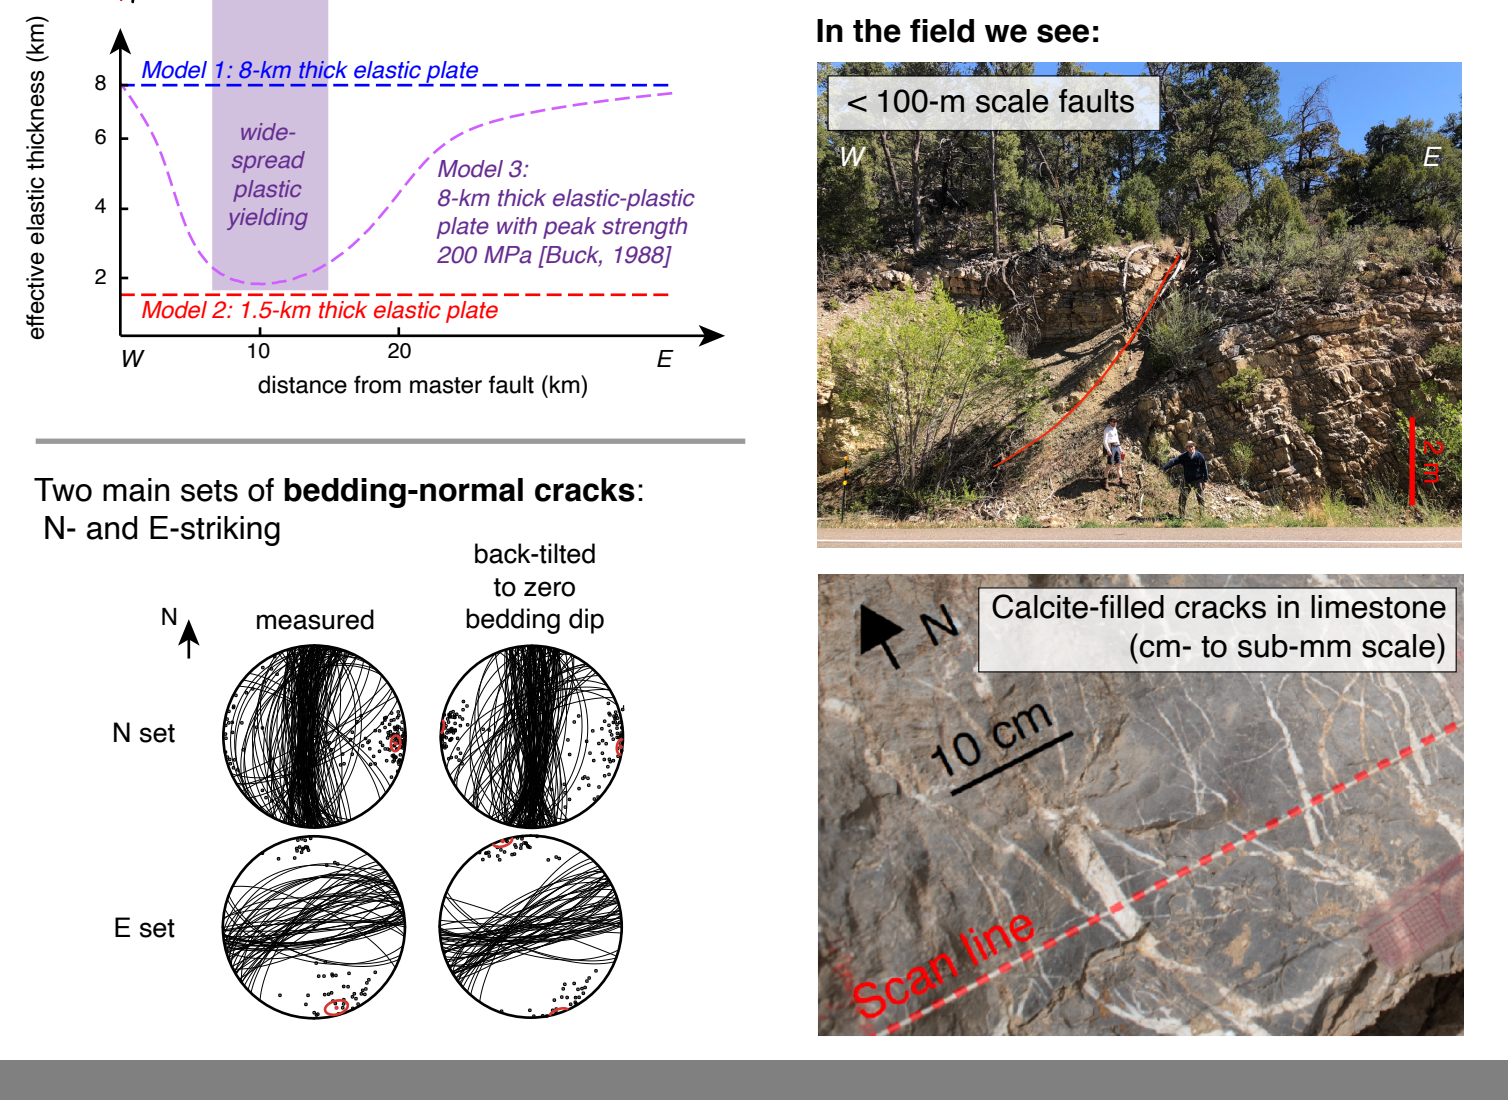 effective elastic thickness (km)
8
6
4
2
Model 1: 8-km thick elastic plate
wide-
spread
plastic
yielding
Model 3:
8-km thick elastic-plastic
plate with peak strength
200 MPa [Buck, 1988]
Model 2: 1.5-km thick elastic plate
W
10
20
E
distance from master fault (km)
Two main sets of bedding-normal cracks:
N- and E-striking
N
measured
back-tilted
to zero
bedding dip
N set
E set
In the field we see:
< 100-m scale faults
W
E
2 m
Calcite-filled cracks in limestone
(cm- to sub-mm scale)
N
10 cm
Scan line